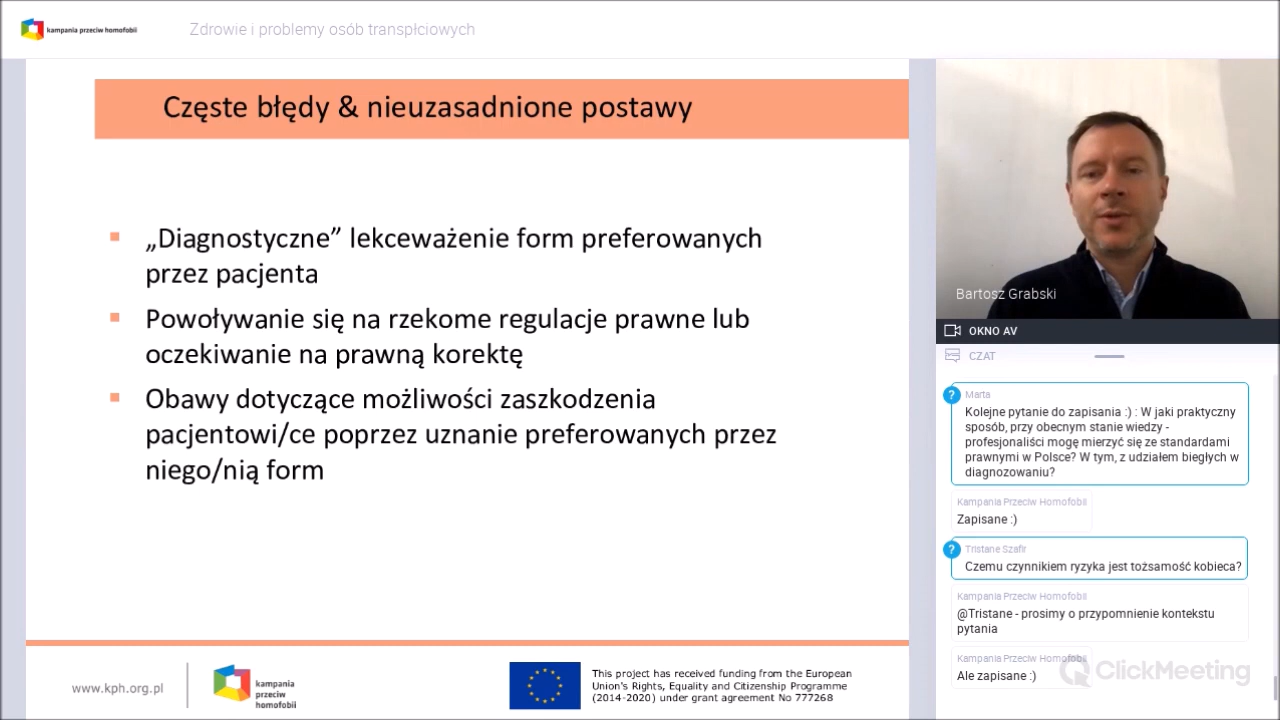 kampania przeciw homofobii
Zdrowie i problemy osób transpłciowych
Częste błędy & nieuzasadnione postawy
„Diagnostyczne” lekceważenie form preferowanych
przez pacjenta
Powoływanie się na rzekome regulacje prawne lub
oczekiwanie na prawną korektę
Obawy dotyczące możliwości zaszkodzenia
pacjentowi/ce poprzez uznanie preferowanych przez
niego/nią form
www.kph.org.pl
kampania
przeciw
homofobii
This project has received funding from the European
Union's Rights, Equality and Citizenship Programme
(2014-2020) under grant agreement No 777268
Bartosz Grabski
OKNO AV
CZAT
?
Marta
Kolejne pytanie do zapisania :) : W jaki praktyczny
sposób, przy obecnym stanie wiedzy -
profesjonaliści mogę mierzyć się ze standardami
prawnymi w Polsce? W tym, z udziałem biegłych w
diagnozowaniu?
Kampania Przeciw Homofobii
Zapisane :)
?
Tristane Szafir
Czemu czynnikiem ryzyka jest tożsamość kobieca?
Kampania Przeciw Homofobii
@Tristane - prosimy o przypomnienie kontekstu
pytania
Kampania Przeciw Homofobii
Ale zapisane :)
ClickMeeting